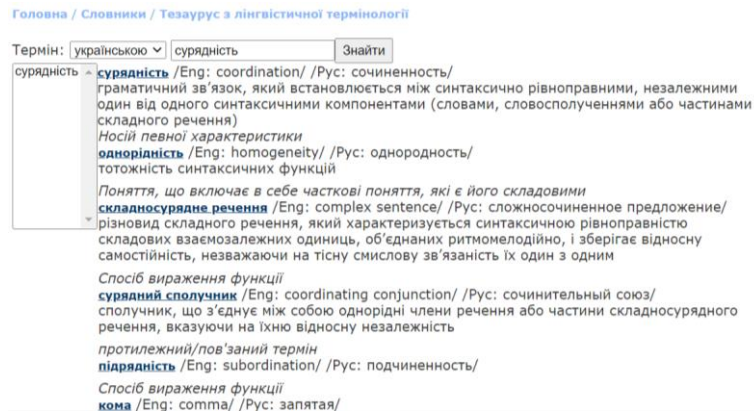 Головна / Словники / Тезаурус з лінгвістичної термінології
Термін: українською сурядність Знайти
сурядність
сурядність /Eng: coordination/ /Рус: сочиненность/
граматичний зв’язок, який встановлюється між синтаксично рівноправними, незалежними
один від одного синтаксичними компонентами (словами, словосполученнями або частинами
складного речення)
Носій певної характеристики
однорідність /Eng: homogeneity/ /Рус: однородность/
тотожність синтаксичних функцій
Поняття, що включає в себе часткові поняття, які є його складовими
складносурядне речення /Eng: complex sentence/ /Рус: сложносочиненное предложение/
різновид складного речення, який характеризується синтаксичною рівноправністю
складових взаємозалежних одиниць, об’єднаних ритмомелодійно, і зберігає відносну
самостійність, незважаючи на тісну смислову зв’язаність їх один з одним
Спосіб вираження функції
сурядний сполучник /Eng: coordinating conjunction/ /Рус: сочинительный союз/
сполучник, що з’єднує між собою однорідні члени речення або частини складносурядного
речення, вказуючи на їхню відносну незалежність
протилежний/пов'заний термін
підрядність /Eng: subordination/ /Рус: подчиненность/
Спосіб вираження функції
кома /Eng: comma/ /Рус: запятая/